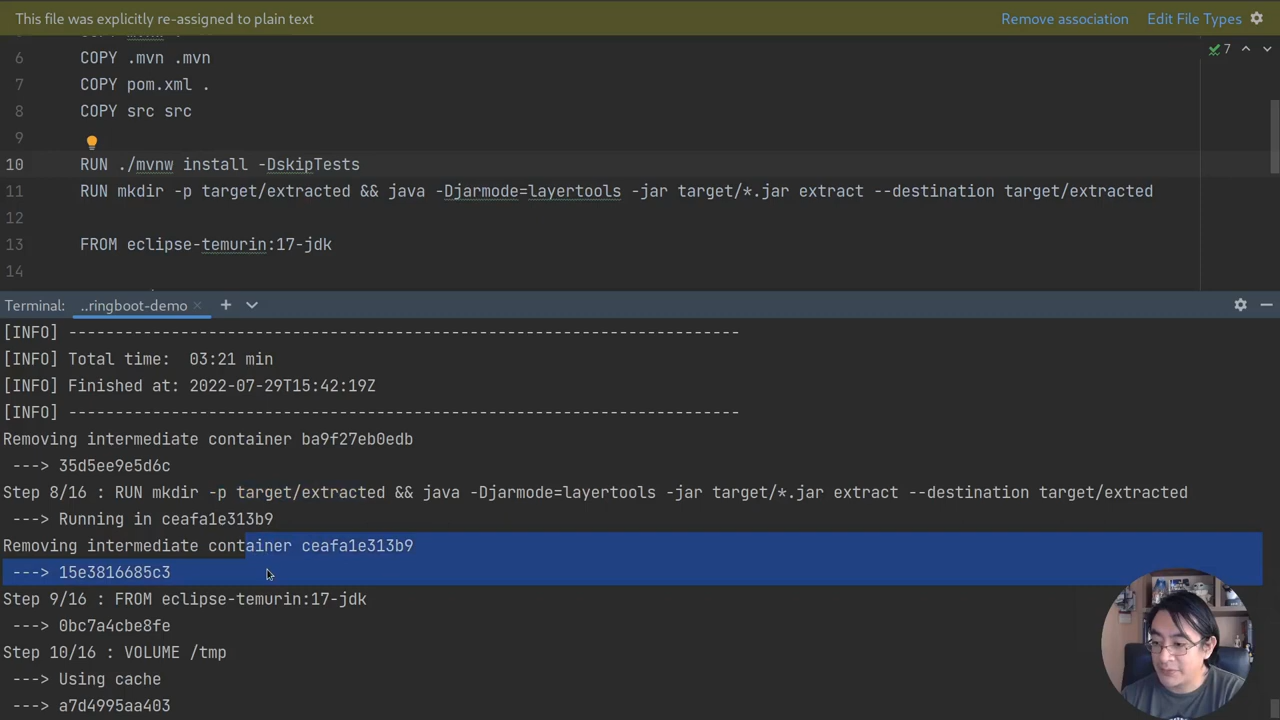 This file was explicitly re-assigned to plain text
Remove association
Edit File Types
7
6 COPY .mvn .mvn
7 COPY pom.xml .
8 COPY src src
9
10 RUN ./mvnw install -DskipTests
11 RUN mkdir -p target/extracted && java -Djarmode=layertools -jar target/*.jar extract --destination target/extracted
12
13 FROM eclipse-temurin:17-jdk
14
Terminal: ..ringboot-demo
[INFO] ------------------------------------------------------------------------
[INFO] Total time:  03:21 min
[INFO] Finished at: 2022-07-29T15:42:19Z
[INFO] ------------------------------------------------------------------------
Removing intermediate container ba9f27eb0edb
---> 35d5ee9e5d6c
Step 8/16 : RUN mkdir -p target/extracted && java -Djarmode=layertools -jar target/*.jar extract --destination target/extracted
---> Running in ceafa1e313b9
Removing intermediate container ceafa1e313b9
---> 15e3816685c3
Step 9/16 : FROM eclipse-temurin:17-jdk
---> 0bc7a4cbe8fe
Step 10/16 : VOLUME /tmp
---> Using cache
---> a7d4995aa403